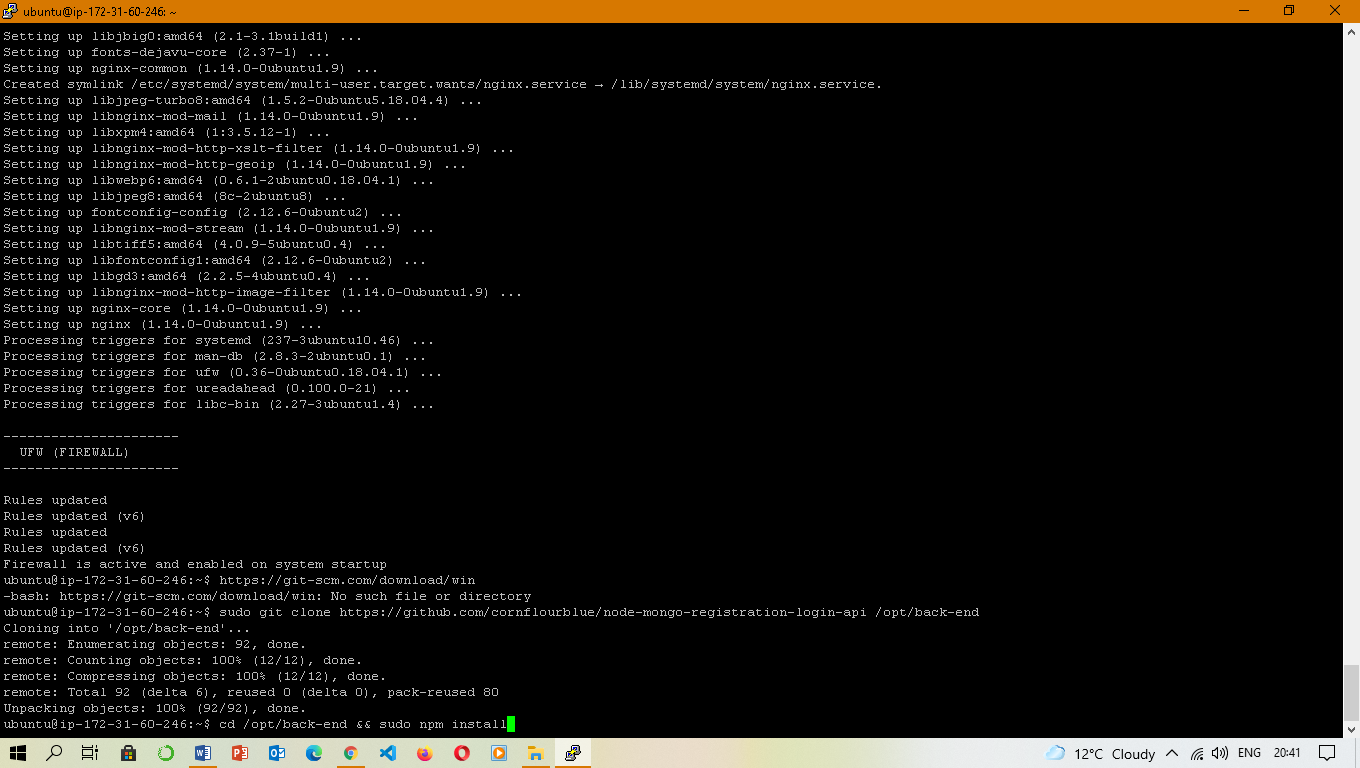 ubuntu@ip-172-31-60-246: ~
Setting up libjbig0:amd64 (2.1-3.1build1) ...
Setting up fonts-dejavu-core (2.37-1) ...
Setting up nginx-common (1.14.0-0ubuntu1.9) ...
Created symlink /etc/systemd/system/multi-user.target.wants/nginx.service → /lib/systemd/system/nginx.service.
Setting up libjpeg-turbo8:amd64 (1.5.2-0ubuntu5.18.04.4) ...
Setting up libnginx-mod-mail (1.14.0-0ubuntu1.9) ...
Setting up libxpm4:amd64 (1:3.5.12-1) ...
Setting up libnginx-mod-http-xslt-filter (1.14.0-0ubuntu1.9) ...
Setting up libnginx-mod-http-geoip (1.14.0-0ubuntu1.9) ...
Setting up libwebp6:amd64 (0.6.1-2ubuntu0.18.04.1) ...
Setting up libjpeg8:amd64 (8c-2ubuntu8) ...
Setting up fontconfig-config (2.12.6-0ubuntu2) ...
Setting up libnginx-mod-stream (1.14.0-0ubuntu1.9) ...
Setting up libtiff5:amd64 (4.0.9-5ubuntu0.4) ...
Setting up libfontconfig1:amd64 (2.12.6-0ubuntu2) ...
Setting up libgd3:amd64 (2.2.5-4ubuntu0.4) ...
Setting up libnginx-mod-http-image-filter (1.14.0-0ubuntu1.9) ...
Setting up nginx-core (1.14.0-0ubuntu1.9) ...
Setting up nginx (1.14.0-0ubuntu1.9) ...
Processing triggers for systemd (237-3ubuntu10.46) ...
Processing triggers for man-db (2.8.3-2ubuntu0.1) ...
Processing triggers for ufw (0.36-0ubuntu0.18.04.1) ...
Processing triggers for ureadahead (0.100.0-21) ...
Processing triggers for libc-bin (2.27-3ubuntu1.4) ...
----------------------
UFW (FIREWALL)
----------------------
Rules updated
Rules updated (v6)
Rules updated
Rules updated (v6)
Firewall is active and enabled on system startup
ubuntu@ip-172-31-60-246:~$ https://git-scm.com/download/win
-bash: https://git-scm.com/download/win: No such file or directory
ubuntu@ip-172-31-60-246:~$ sudo git clone https://github.com/cornflourblue/node-mongo-registration-login-api /opt/back-end
Cloning into '/opt/back-end'...
remote: Enumerating objects: 92, done.
remote: Counting objects: 100% (12/12), done.
remote: Compressing objects: 100% (12/12), done.
remote: Total 92 (delta 6), reused 0 (delta 0), pack-reused 80
Unpacking objects: 100% (92/92), done.
ubuntu@ip-172-31-60-246:~$ cd /opt/back-end && sudo npm install
12°C Cloudy ENG 20:41